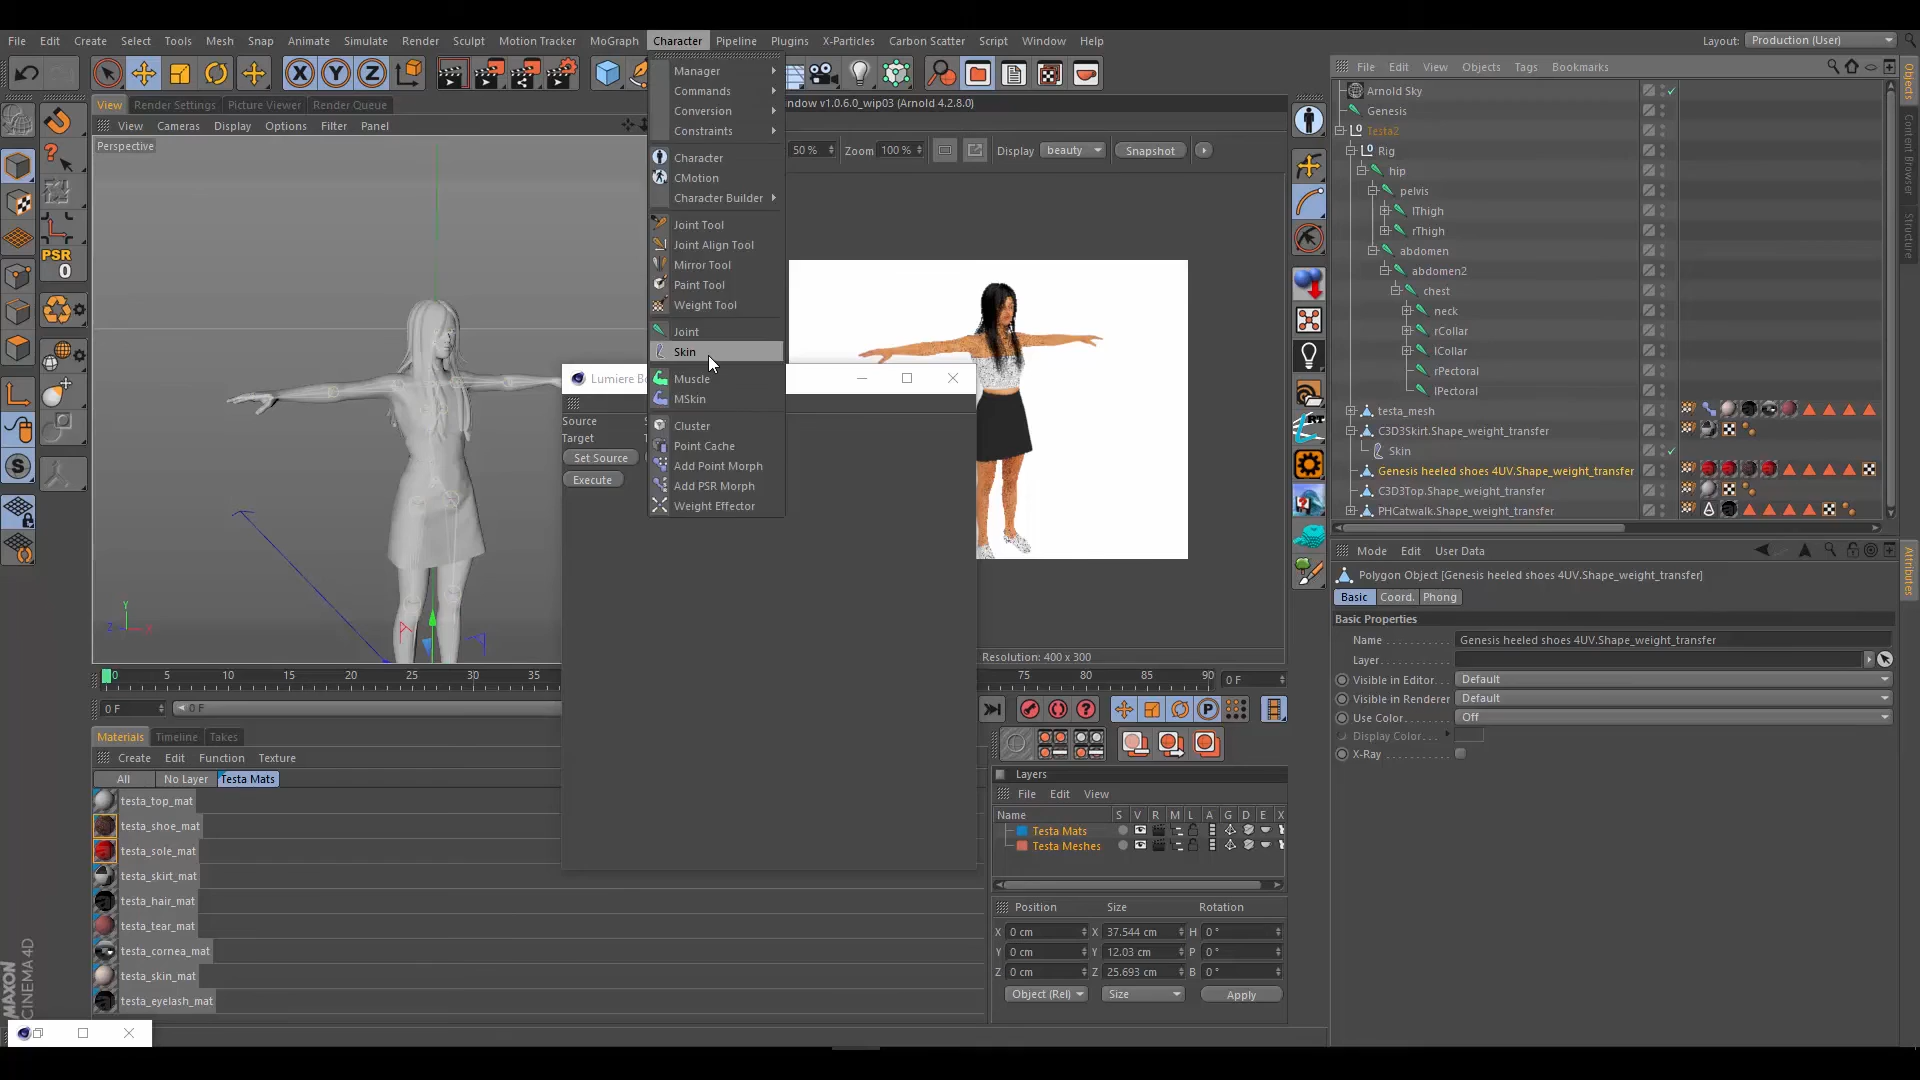 File Edit Create Select Tools Mesh Snap Animate Simulate Render Sculpt Motion Tracker MoGraph Character Pipeline Plugins X-Particles Carbon Scatter Script Window Help
Layout: Production (User)
File Edit View Objects Tags Bookmarks
View Render Settings Picture Viewer Render Queue
View Cameras Display Options Filter Panel
Perspective
ndow v1.0.6.0_wip03 (Arnold 4.2.8.0)
50 % Zoom 100 % Display beauty Snapshot
Manager
Commands
Conversion
Constraints
Character
CMotion
Character Builder
Joint Tool
Joint Align Tool
Mirror Tool
Paint Tool
Weight Tool
Joint
Skin
Muscle
MSkin
Cluster
Point Cache
Add Point Morph
Add PSR Morph
Weight Effector
Lumiere Bo
Source
Target
Set Source
Execute
PSR
0
Y
Z X
Resolution: 400 x 300
0 5 10 15 20 25 30 35
75 80 85 90 0 F
0 F 0 F
Materials Timeline Takes
Create Edit Function Texture
All No Layer Testa Mats
testa_top_mat
testa_shoe_mat
testa_sole_mat
testa_skirt_mat
testa_hair_mat
testa_tear_mat
testa_cornea_mat
testa_skin_mat
testa_eyelash_mat
MAXON
CINEMA 4D
Layers
File Edit View
Name S V R M L A G D E X
Testa Mats
Testa Meshes
Position Size Rotation
X 0 cm X 37.544 cm H 0 °
Y 0 cm Y 12.03 cm P 0 °
Z 0 cm Z 25.693 cm B 0 °
Object (Rel) Size Apply
Arnold Sky
Genesis
Testa2
Rig
hip
pelvis
lThigh
rThigh
abdomen
abdomen2
chest
neck
rCollar
lCollar
rPectoral
lPectoral
testa_mesh
C3D3Skirt.Shape_weight_transfer
Skin
Genesis heeled shoes 4UV.Shape_weight_transfer
C3D3Top.Shape_weight_transfer
PHCatwalk.Shape_weight_transfer
Mode Edit User Data
Polygon Object [Genesis heeled shoes 4UV.Shape_weight_transfer]
Basic Coord. Phong
Basic Properties
Name Genesis heeled shoes 4UV.Shape_weight_transfer
Layer
Visible in Editor Default
Visible in Renderer Default
Use Color Off
Display Color
X-Ray
Objects
Content Browser
Structure
Attributes